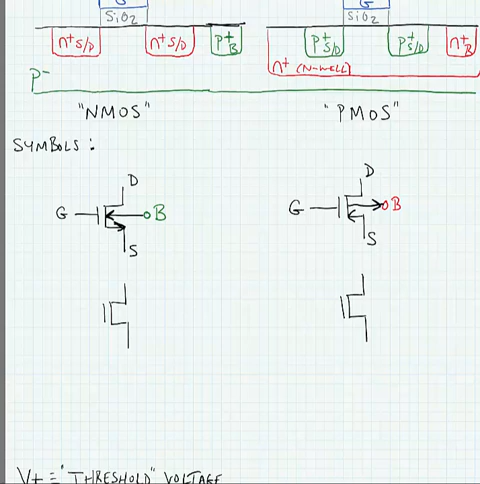 G G
SiO2 SiO2
n+ S/D n+ S/D p+ B p+ S/D p+ S/D n+ B
n+ (N-WELL)
p-
"NMOS" "PMOS"
SYMBOLS:
D D
G B G B
S S
Vt = "THRESHOLD" VOLTAGE